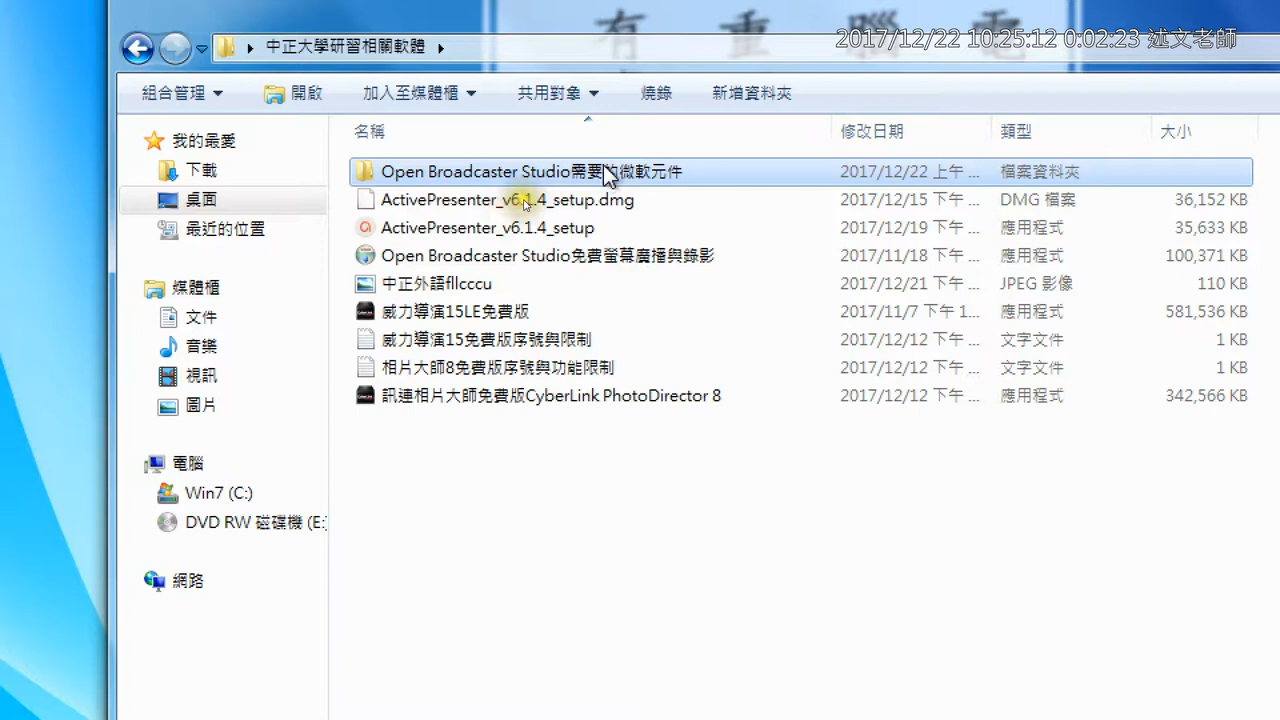 有 重 腦 電
2017/12/22 10:25:12 0:02:23 述文老師
中正大學研習相關軟體
組合管理 開啟 加入至媒體櫃 共用對象 燒錄 新增資料夾
名稱 修改日期 類型 大小
我的最愛
下載
桌面
最近的位置
媒體櫃
文件
音樂
視訊
圖片
電腦
Win7 (C:)
DVD RW 磁碟機 (E:
網路
Open Broadcaster Studio需要的微軟元件 2017/12/22 上午 ... 檔案資料夾
ActivePresenter_v6.1.4_setup.dmg 2017/12/15 下午 ... DMG 檔案 36,152 KB
ActivePresenter_v6.1.4_setup 2017/12/19 下午 ... 應用程式 35,633 KB
Open Broadcaster Studio免費螢幕廣播與錄影 2017/11/18 下午 ... 應用程式 100,371 KB
中正外語fllcccu 2017/12/21 下午 ... JPEG 影像 110 KB
威力導演15LE免費版 2017/11/7 下午 1... 應用程式 581,536 KB
威力導演15免費版序號與限制 2017/12/12 下午 ... 文字文件 1 KB
相片大師8免費版序號與功能限制 2017/12/12 下午 ... 文字文件 1 KB
訊連相片大師免費版CyberLink PhotoDirector 8 2017/12/12 下午 ... 應用程式 342,566 KB